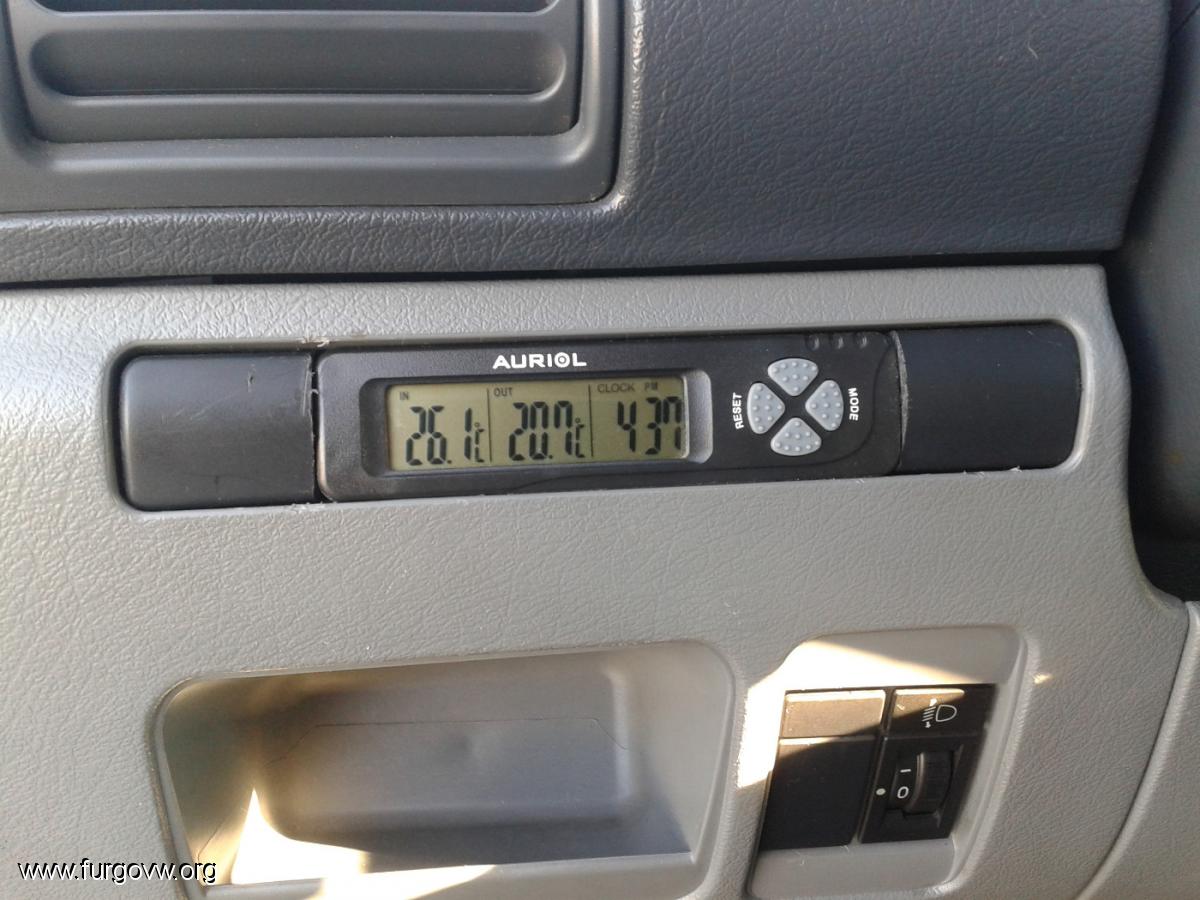 AURIOL
IN OUT CLOCK PM
26.1°C 20.7°C 4 37
RESET
MODE
I
O
www.furgovw.org